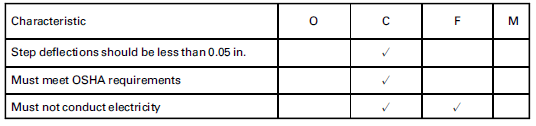 Characteristic O C F M
Step deflections should be less than 0.05 in. ✓
Must meet OSHA requirements ✓
Must not conduct electricity ✓ ✓